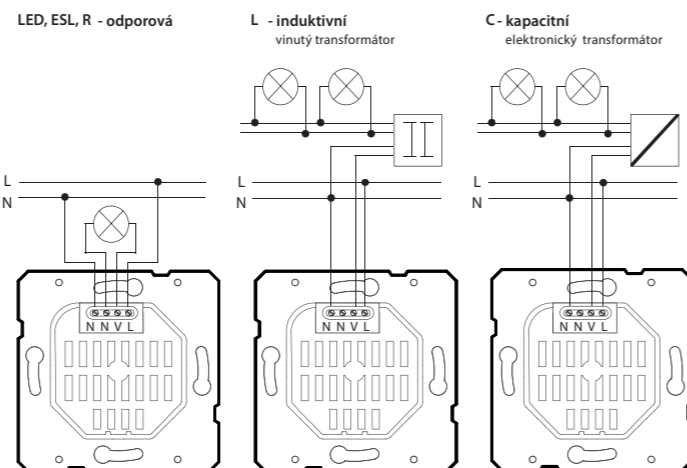 LED, ESL, R - odporová
L - induktivní
vinutý transformátor
C - kapacitní
elektronický transformátor
L
N
L
N
L
N
N N V L
N N V L
N N V L